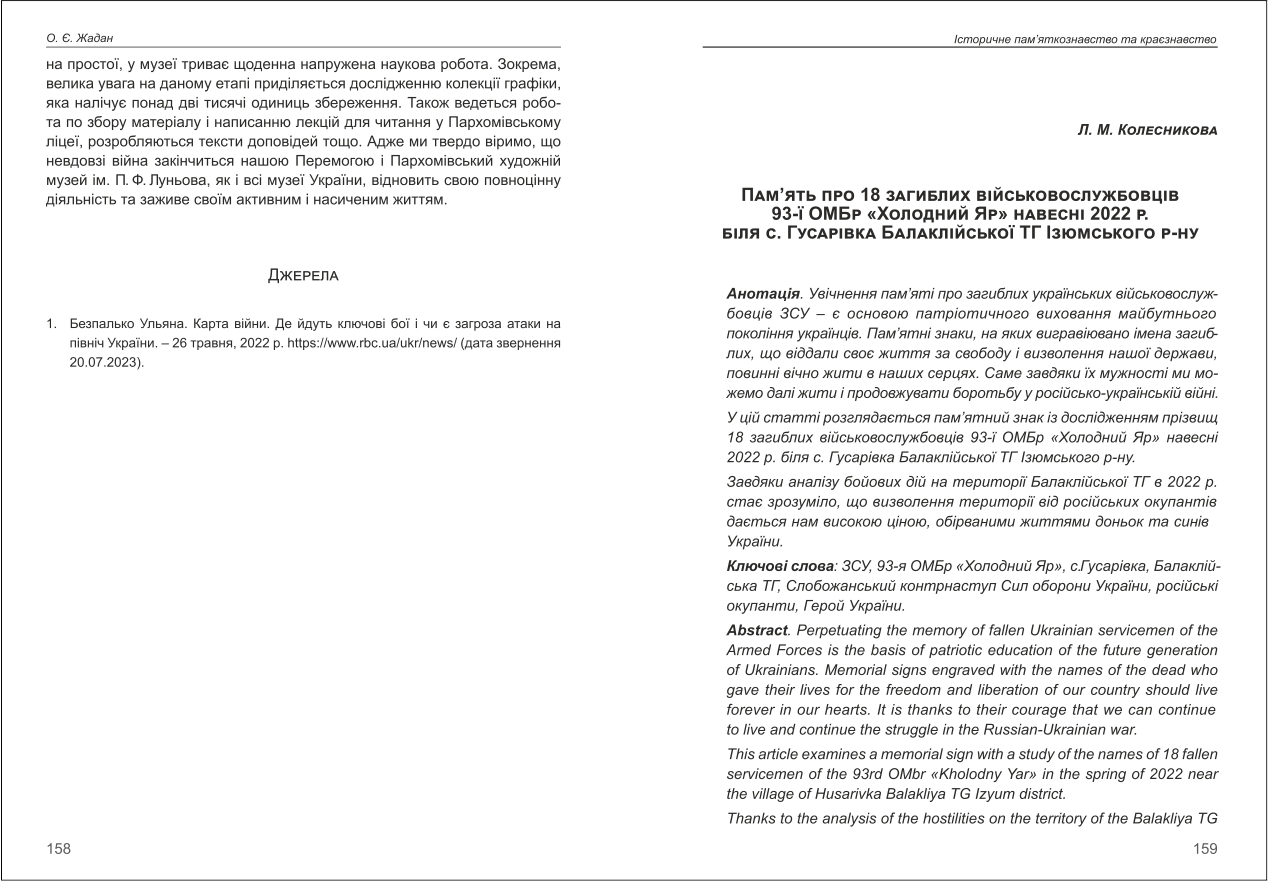 О. Є. Жадан
на простої, у музеї триває щоденна напружена наукова робота. Зокрема,
велика увага на даному етапі приділяється дослідженню колекції графіки,
яка налічує понад дві тисячі одиниць збереження. Також ведеться робо-
та по збору матеріалу і написанню лекцій для читання у Пархомівському
ліцеї, розробляються тексти доповідей тощо. Адже ми твердо віримо, що
невдовзі війна закінчиться нашою Перемогою і Пархомівський художній
музей ім. П. Ф. Луньова, як і всі музеї України, відновить свою повноцінну
діяльність та заживе своїм активним і насиченим життям.
Джерела
1. Безпалько Ульяна. Карта війни. Де йдуть ключові бої і чи є загроза атаки на
північ України. – 26 травня, 2022 р. https://www.rbc.ua/ukr/news/ (дата звернення
20.07.2023).
158
Історичне пам’яткознавство та краєзнавство
Л. М. Колесникова
Пам’ять про 18 загиблих військовослужбовців
93-ї ОМБр «Холодний Яр» навесні 2022 р.
біля с. Гусарівка Балаклійської ТГ Ізюмського р-ну
Анотація. Увічнення пам’яті про загиблих українських військовослуж-
бовців ЗСУ – є основою патріотичного виховання майбутнього
покоління українців. Пам’ятні знаки, на яких вигравіювано імена загиб-
лих, що віддали своє життя за свободу і визволення нашої держави,
повинні вічно жити в наших серцях. Саме завдяки їх мужності ми мо-
жемо далі жити і продовжувати боротьбу у російсько-українській війні.
У цій статті розглядається пам’ятний знак із дослідженням прізвищ
18 загиблих військовослужбовців 93-ї ОМБр «Холодний Яр» навесні
2022 р. біля с. Гусарівка Балаклійської ТГ Ізюмського р-ну.
Завдяки аналізу бойових дій на території Балаклійської ТГ в 2022 р.
стає зрозуміло, що визволення території від російських окупантів
дається нам високою ціною, обірваними життями доньок та синів
України.
Ключові слова: ЗСУ, 93-я ОМБр «Холодний Яр», с.Гусарівка, Балаклій-
ська ТГ, Слобожанський контрнаступ Сил оборони України, російські
окупанти, Герой України.
Abstract. Perpetuating the memory of fallen Ukrainian servicemen of the
Armed Forces is the basis of patriotic education of the future generation
of Ukrainians. Memorial signs engraved with the names of the dead who
gave their lives for the freedom and liberation of our country should live
forever in our hearts. It is thanks to their courage that we can continue
to live and continue the struggle in the Russian-Ukrainian war.
This article examines a memorial sign with a study of the names of 18 fallen
servicemen of the 93rd OMbr «Kholodny Yar» in the spring of 2022 near
the village of Husarivka Balakliya TG Izyum district.
Thanks to the analysis of the hostilities on the territory of the Balakliya TG
159